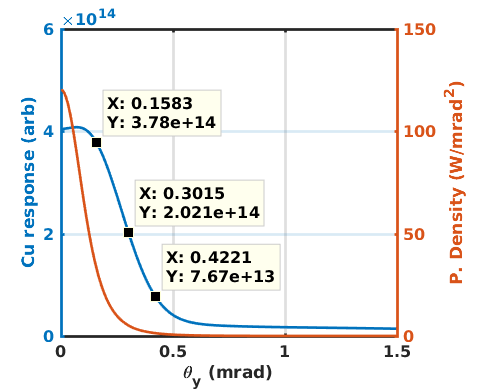 ×10^14
6
4
2
0
Cu response (arb)
X: 0.1583
Y: 3.78e+14
X: 0.3015
Y: 2.021e+14
X: 0.4221
Y: 7.67e+13
150
100
50
0
P. Density (W/mrad^2)
0
0.5
1
1.5
θ_y (mrad)